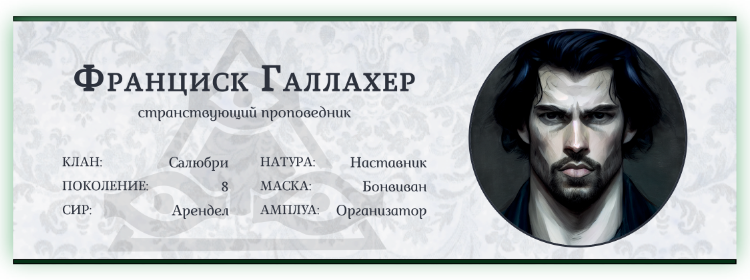 Франциск Галлахер
странствующий проповедник
КЛАН: Салюбри НАТУРА: Наставник
ПОКОЛЕНИЕ: 8 МАСКА: Бонвиван
СИР: Арендел АМПЛУА: Организатор